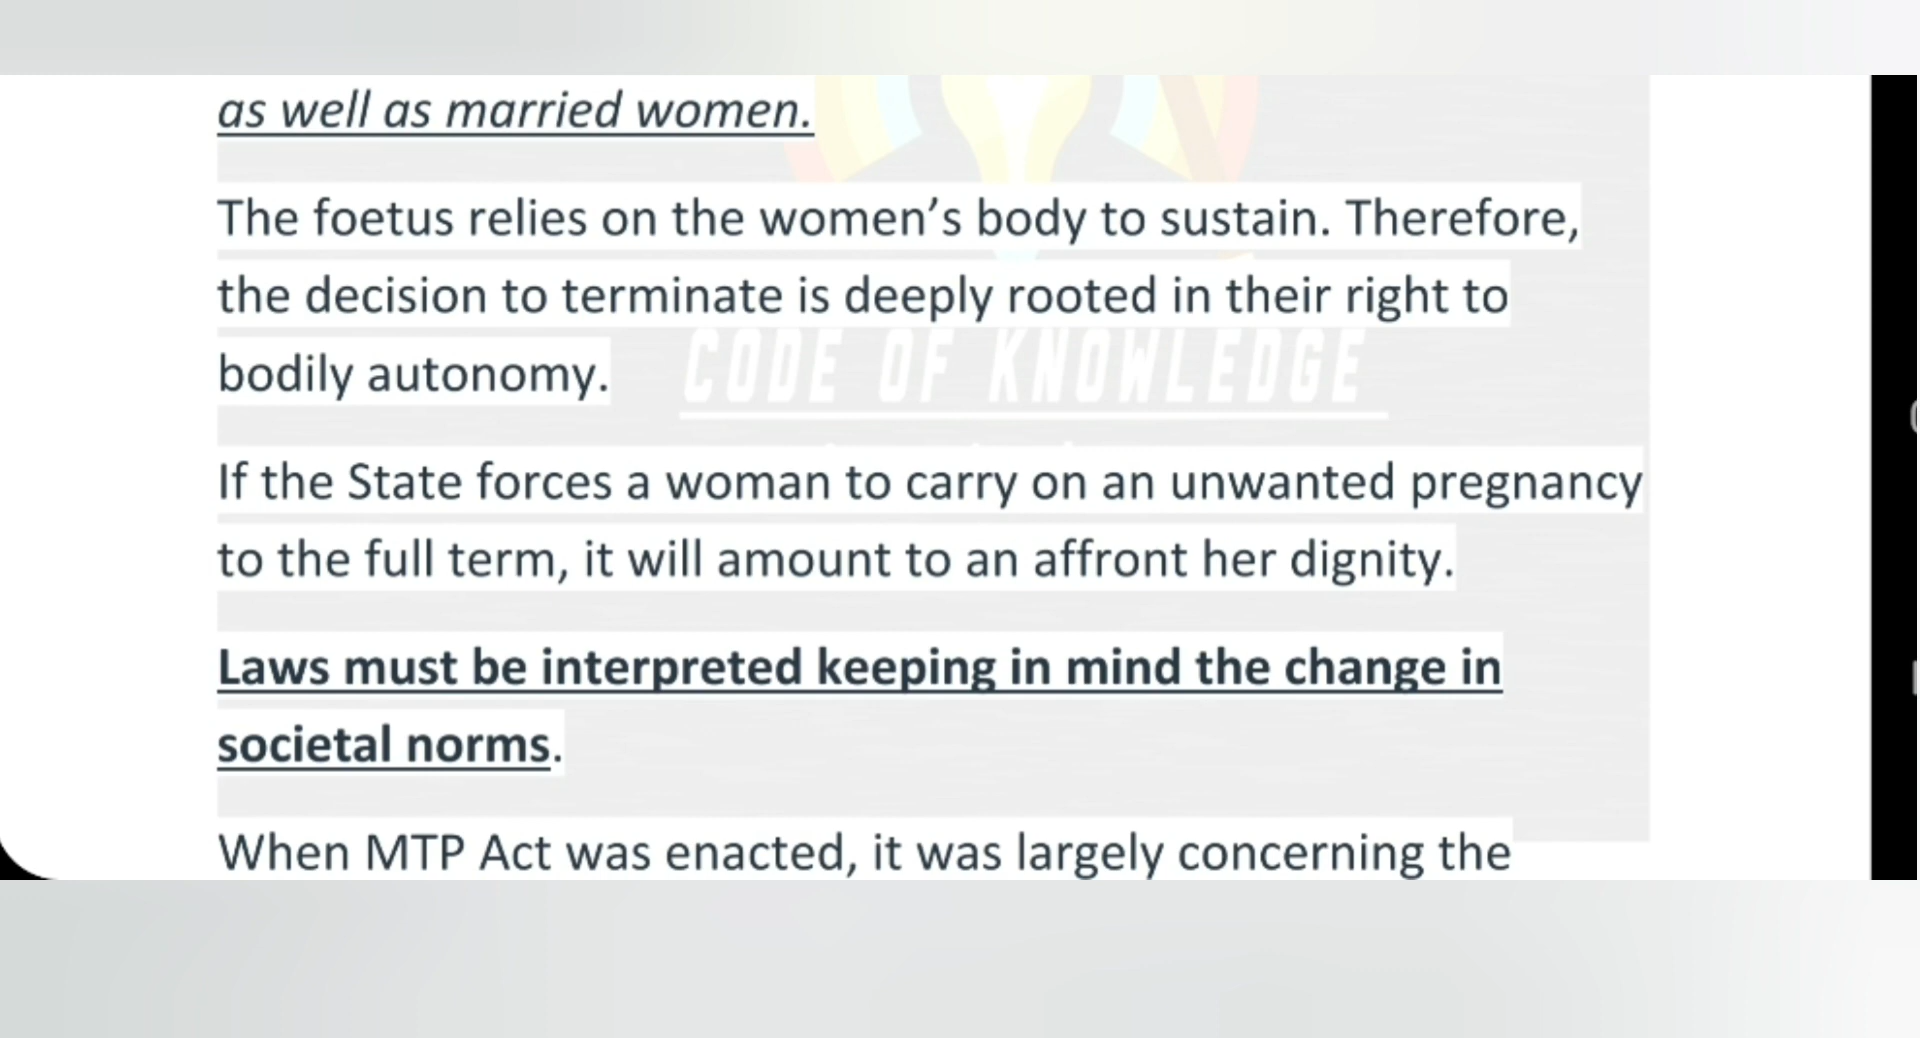 as well as married women.
The foetus relies on the women’s body to sustain. Therefore,
the decision to terminate is deeply rooted in their right to
bodily autonomy.
CODE OF KNOWLEDGE
If the State forces a woman to carry on an unwanted pregnancy
to the full term, it will amount to an affront her dignity.
Laws must be interpreted keeping in mind the change in
societal norms.
When MTP Act was enacted, it was largely concerning the